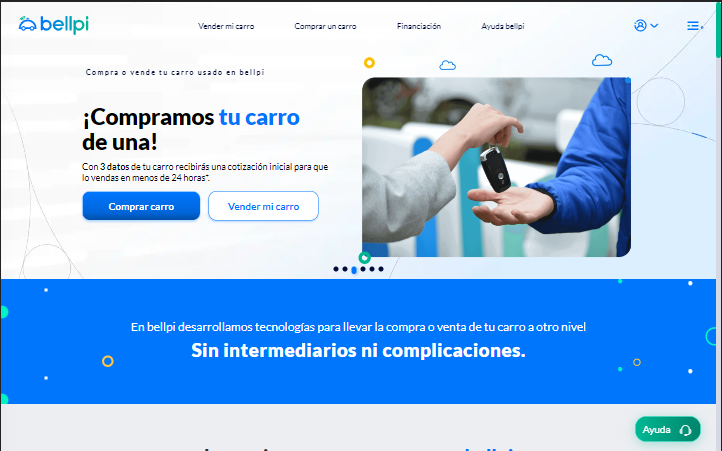 bellpi
Vender mi carro
Comprar un carro
Financiación
Ayuda bellpi
Compra o vende tu carro usado en bellpi
¡Compramos tu carro
de una!
Con 3 datos de tu carro recibirás una cotización inicial para que
lo vendas en menos de 24 horas*.
Comprar carro
Vender mi carro
En bellpi desarrollamos tecnologías para llevar la compra o venta de tu carro a otro nivel
Sin intermediarios ni complicaciones.
Ayuda